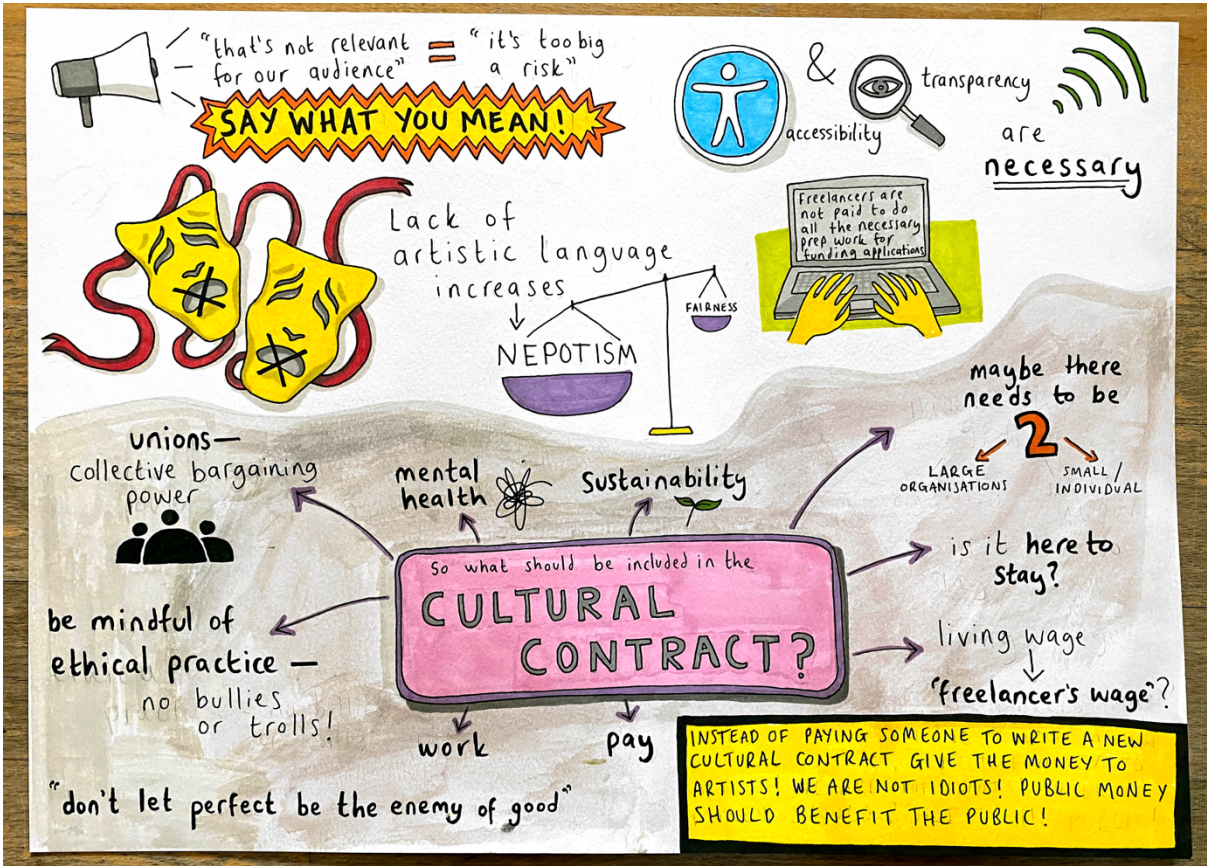 "that's not relevant
for our audience"
=
"it's too big
a risk"
SAY WHAT YOU MEAN!
&
accessibility
transparency
are
necessary
Lack of
artistic language
increases
NEPOTISM
FAIRNESS
Freelancers are
not paid to do
all the necessary
prep work for
funding applications
unions—
collective bargaining
power
mental
health
Sustainability
maybe there
needs to be
2
LARGE
ORGANISATIONS
SMALL/
INDIVIDUAL
So what should be included in the
CULTURAL
CONTRACT?
is it here to
stay?
be mindful of
ethical practice —
no bullies
or trolls!
living wage
"freelancer's wage"?
work
pay
"don't let perfect be the enemy of good"
INSTEAD OF PAYING SOMEONE TO WRITE A NEW
CULTURAL CONTRACT, GIVE THE MONEY TO
ARTISTS! WE ARE NOT IDIOTS! PUBLIC MONEY
SHOULD BENEFIT THE PUBLIC!